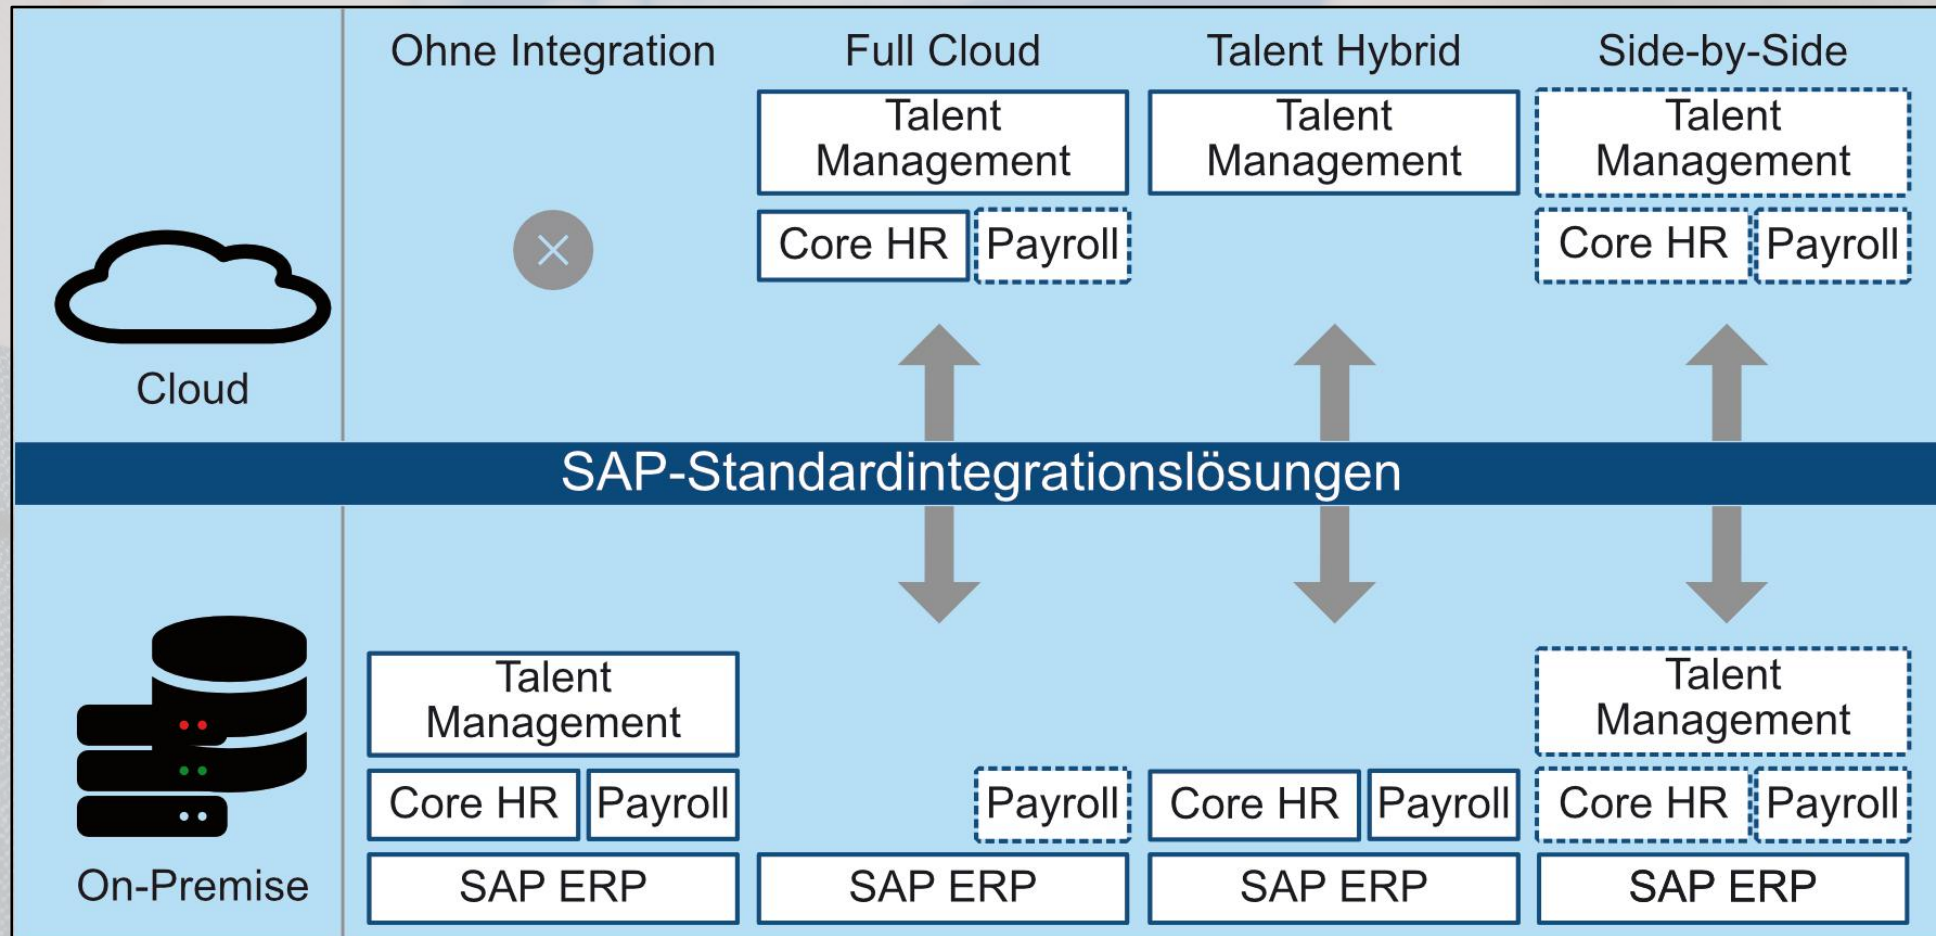 Ohne Integration
Full Cloud
Talent Hybrid
Side-by-Side
Talent
Management
Talent
Management
Talent
Management
Core HR
Payroll
Core HR
Payroll
Cloud
SAP-Standardintegrationslösungen
Talent
Management
Talent
Management
Core HR
Payroll
Payroll
Core HR
Payroll
Core HR
Payroll
On-Premise
SAP ERP
SAP ERP
SAP ERP
SAP ERP